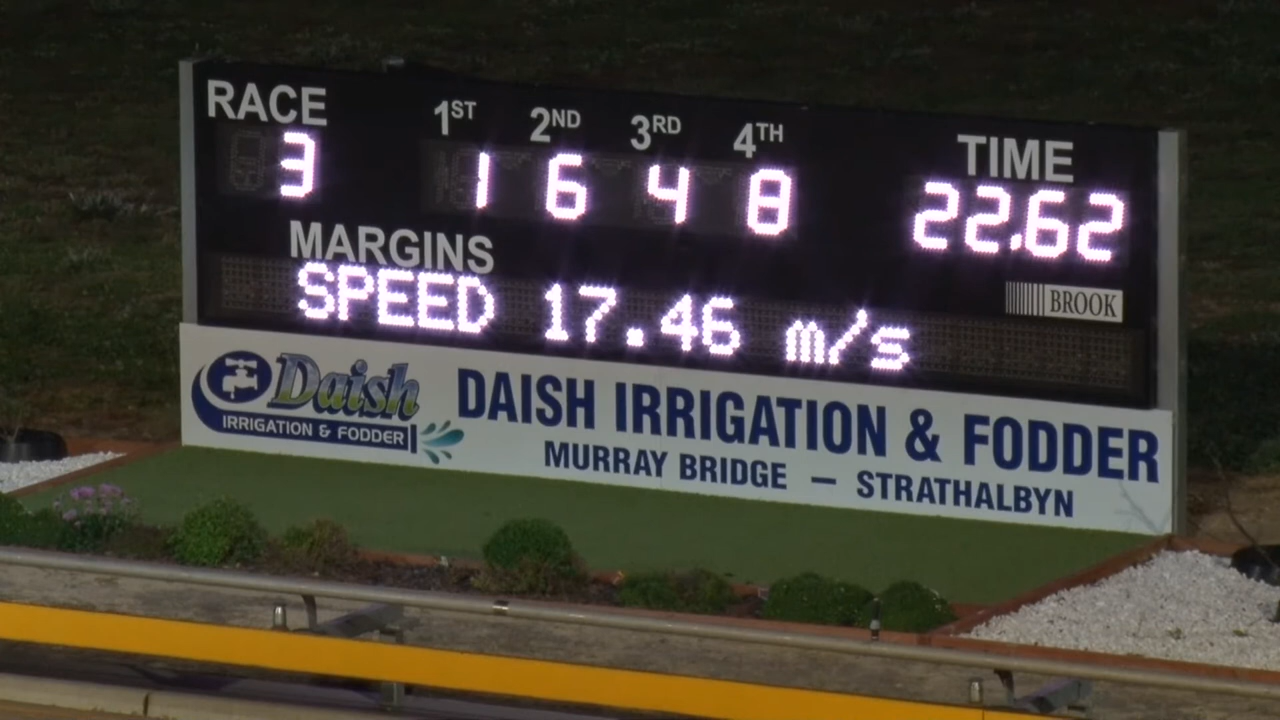 RACE 1ST 2ND 3RD 4TH TIME
3 1 6 4 8 22.62
MARGINS
SPEED 17.46 m/s
BROOK
Daish
IRRIGATION & FODDER
DAISH IRRIGATION & FODDER
MURRAY BRIDGE — STRATHALBYN